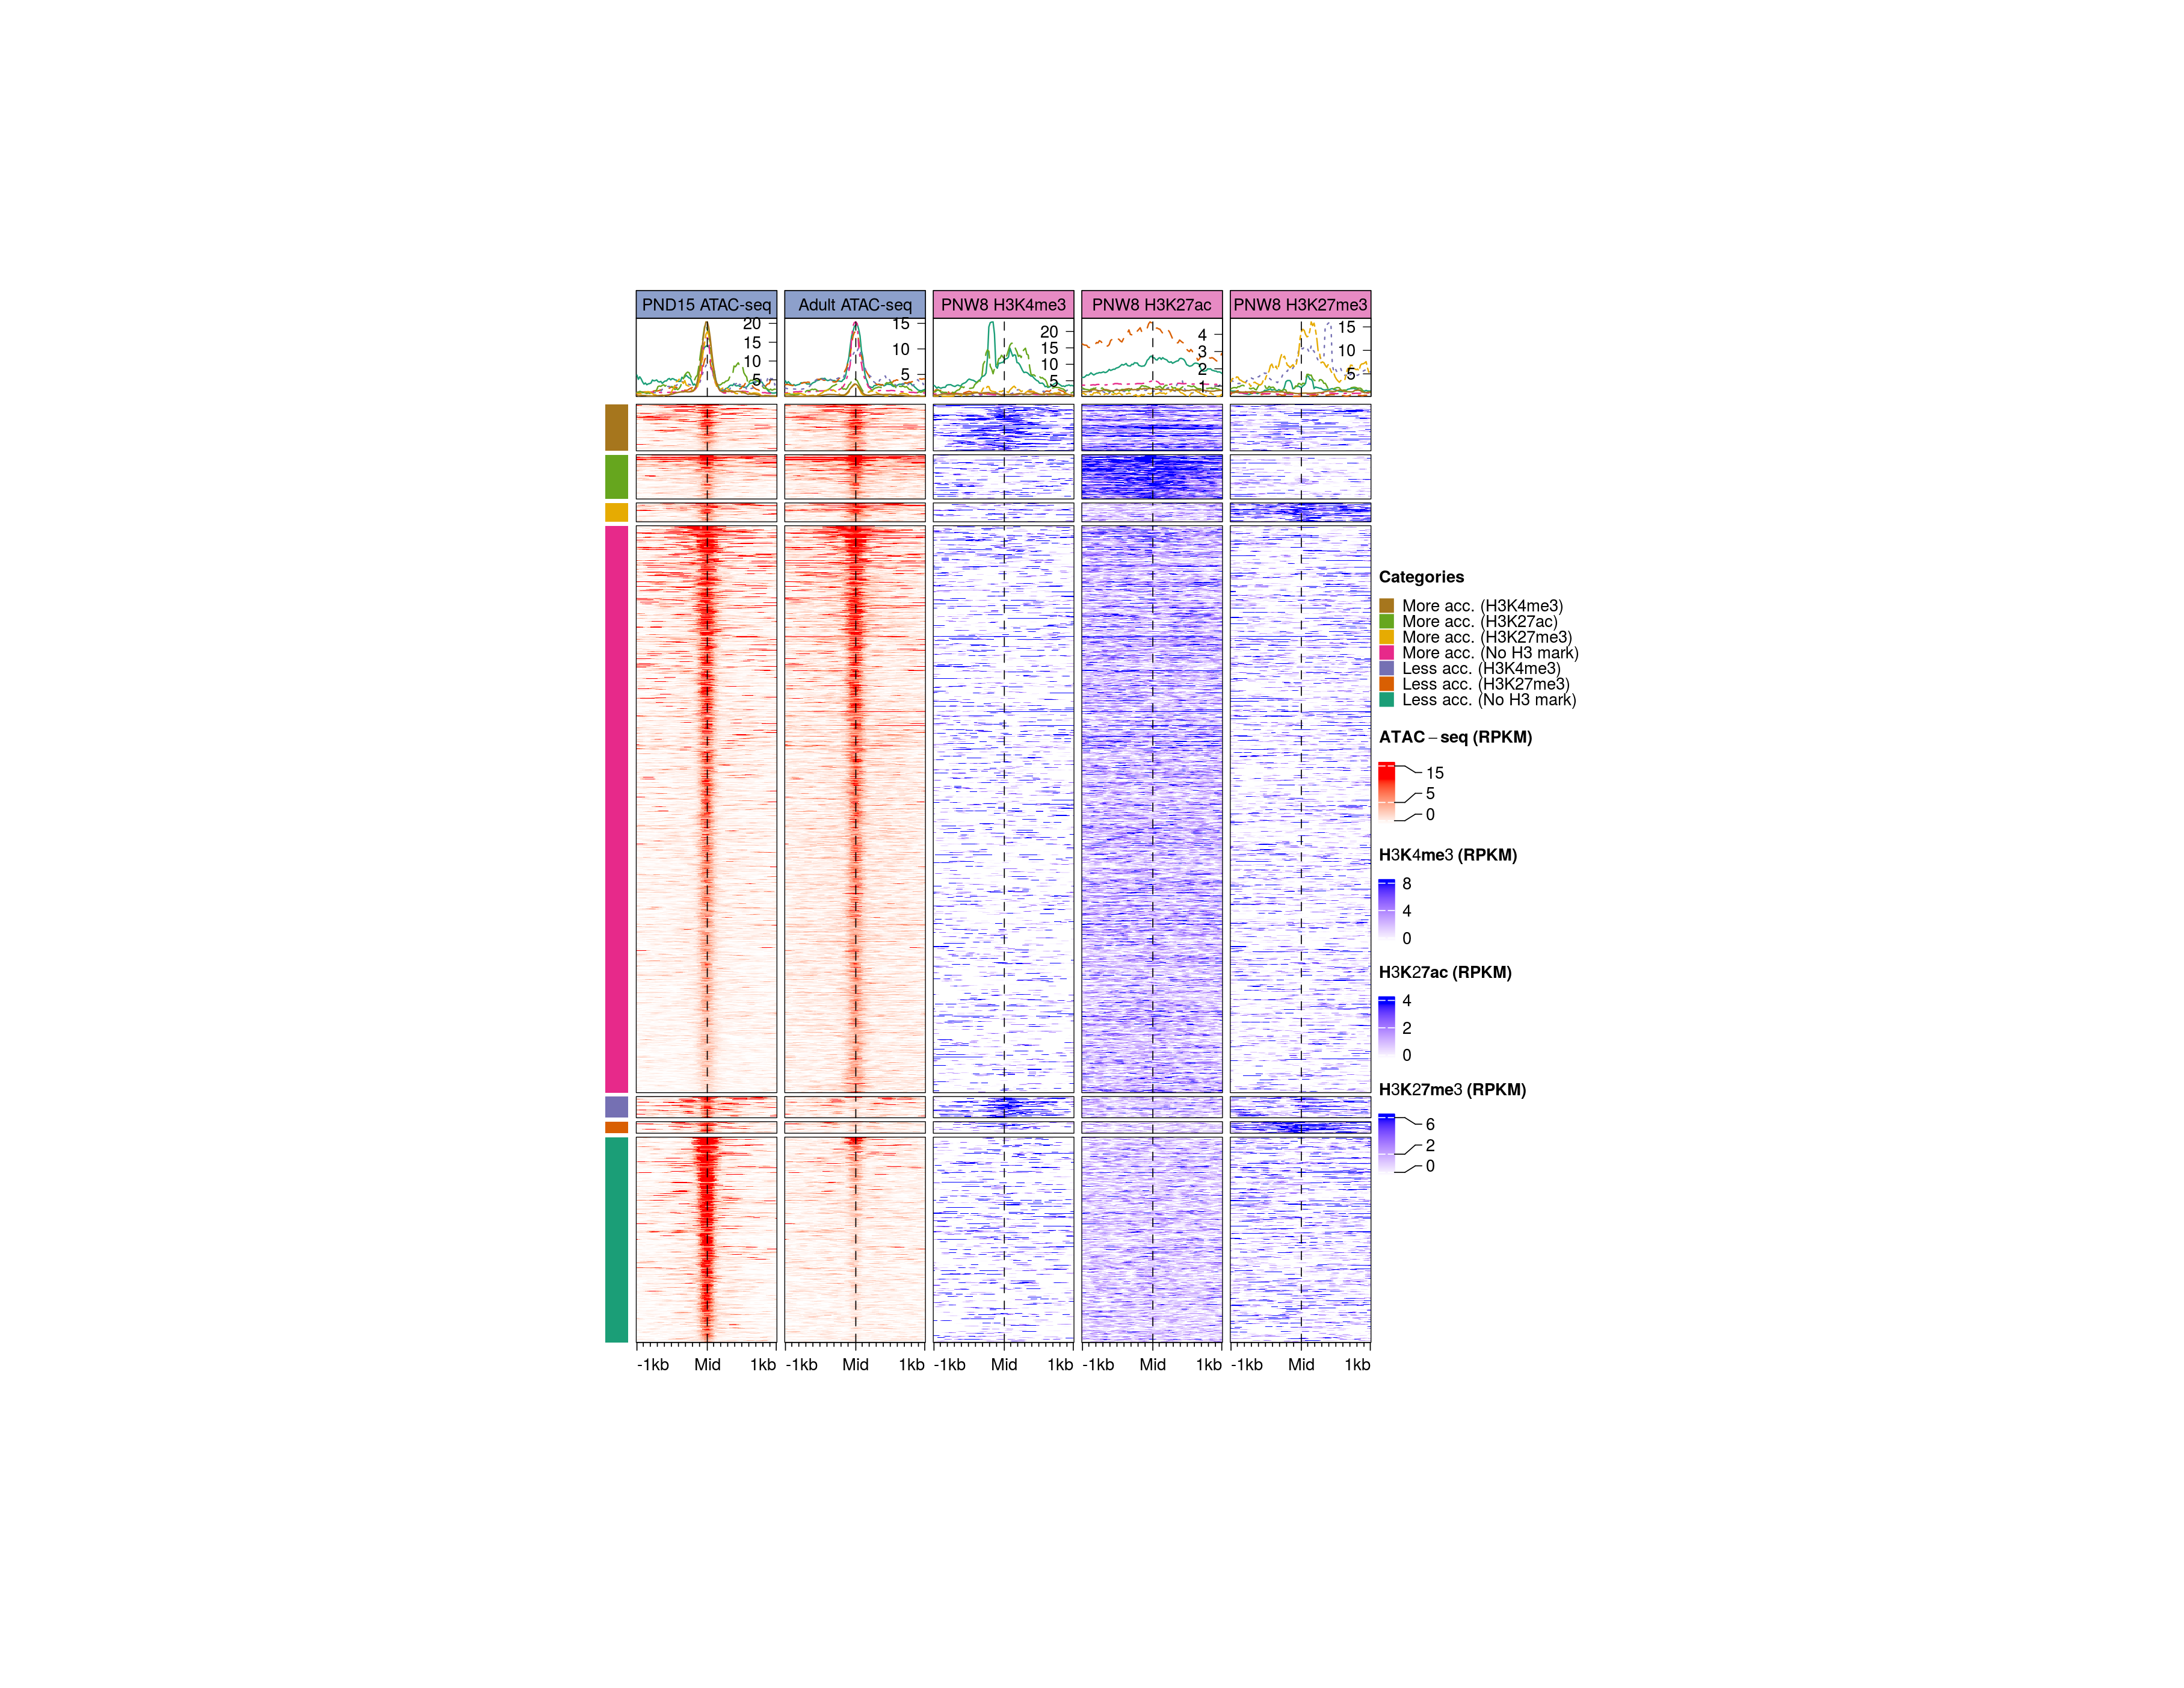 PND15 ATAC-seq
Adult ATAC-seq
PNW8 H3K4me3
PNW8 H3K27ac
PNW8 H3K27me3
20
15
10
5
15
10
5
20
15
10
5
4
3
2
1
15
10
5
Categories
More acc. (H3K4me3)
More acc. (H3K27ac)
More acc. (H3K27me3)
More acc. (No H3 mark)
Less acc. (H3K4me3)
Less acc. (H3K27me3)
Less acc. (No H3 mark)
ATAC – seq (RPKM)
15
5
0
H3K4me3 (RPKM)
8
4
0
H3K27ac (RPKM)
4
2
0
H3K27me3 (RPKM)
6
2
0
-1kb Mid 1kb
-1kb Mid 1kb
-1kb Mid 1kb
-1kb Mid 1kb
-1kb Mid 1kb